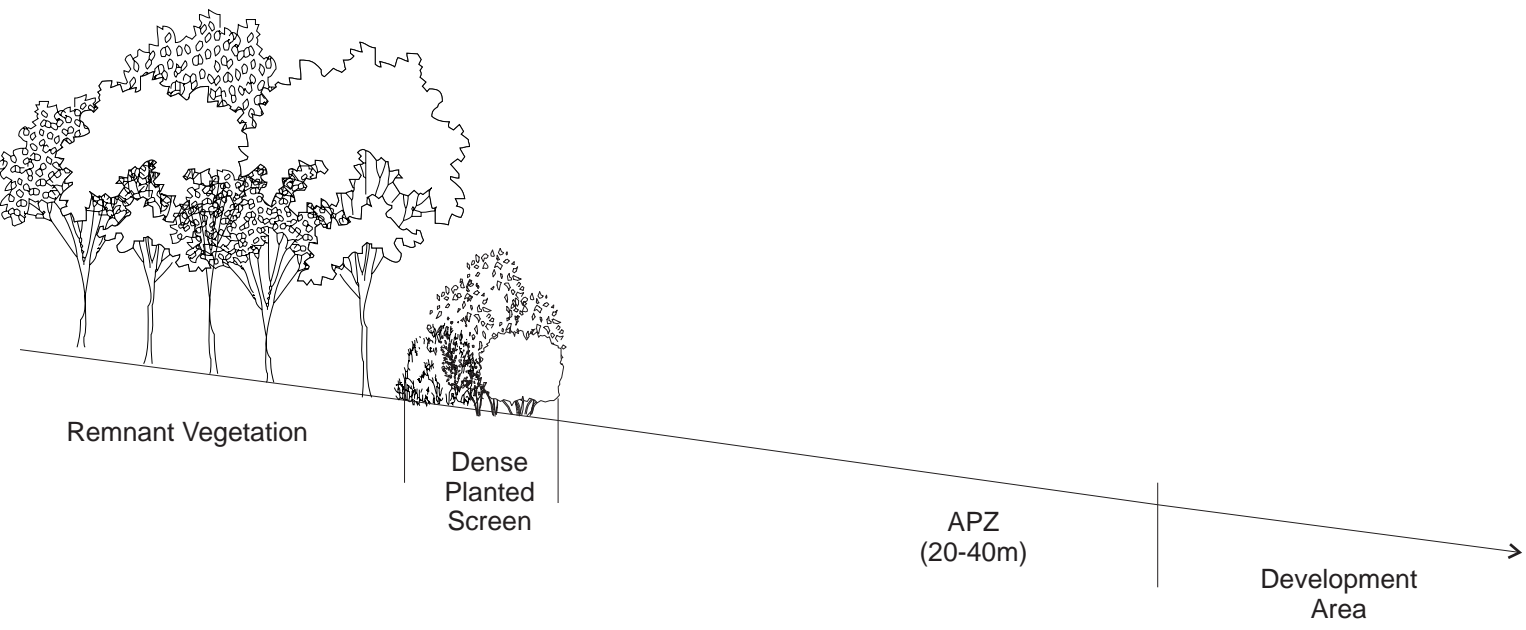 Remnant Vegetation
Dense
Planted
Screen
APZ
(20-40m)
Development
Area